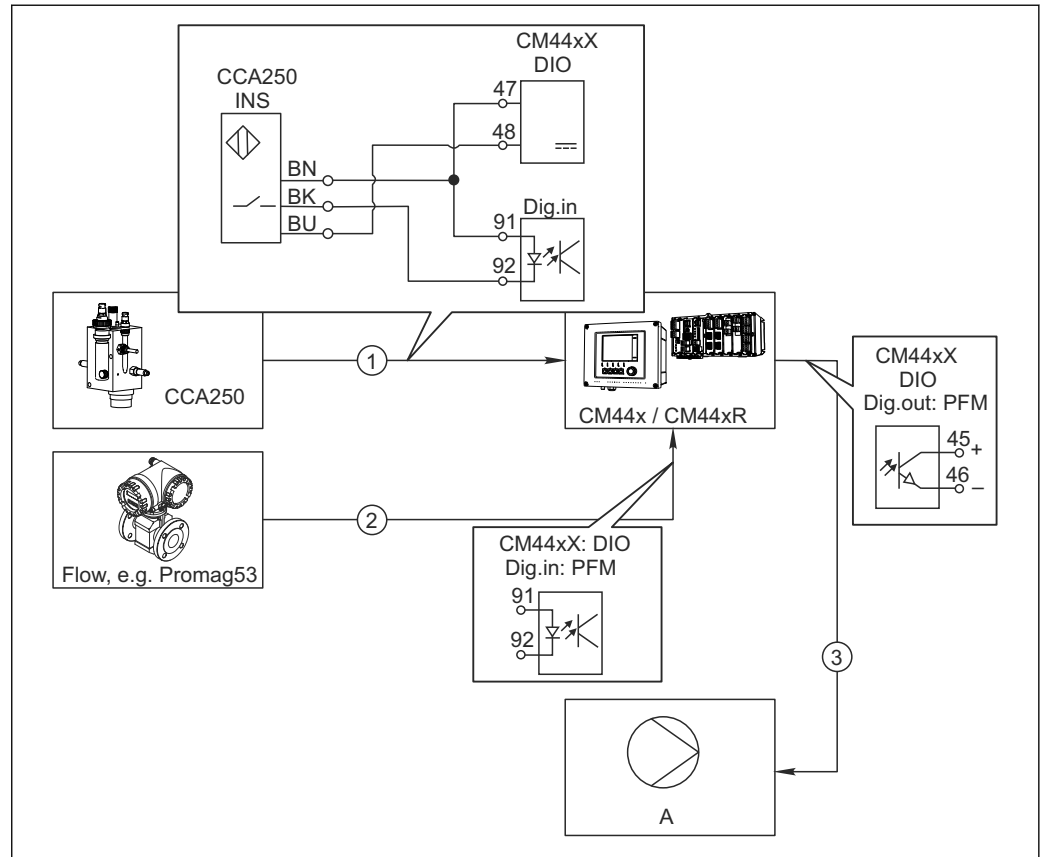 CM44xX
DIO
CCA250
INS
47
48
BN
BK
BU
Dig.in
91
92
1
CCA250
CM44x / CM44xR
CM44xX
DIO
Dig.out: PFM
45
+
46
–
2
Flow, e.g. Promag53
CM44xX: DIO
Dig.in: PFM
91
92
3
A